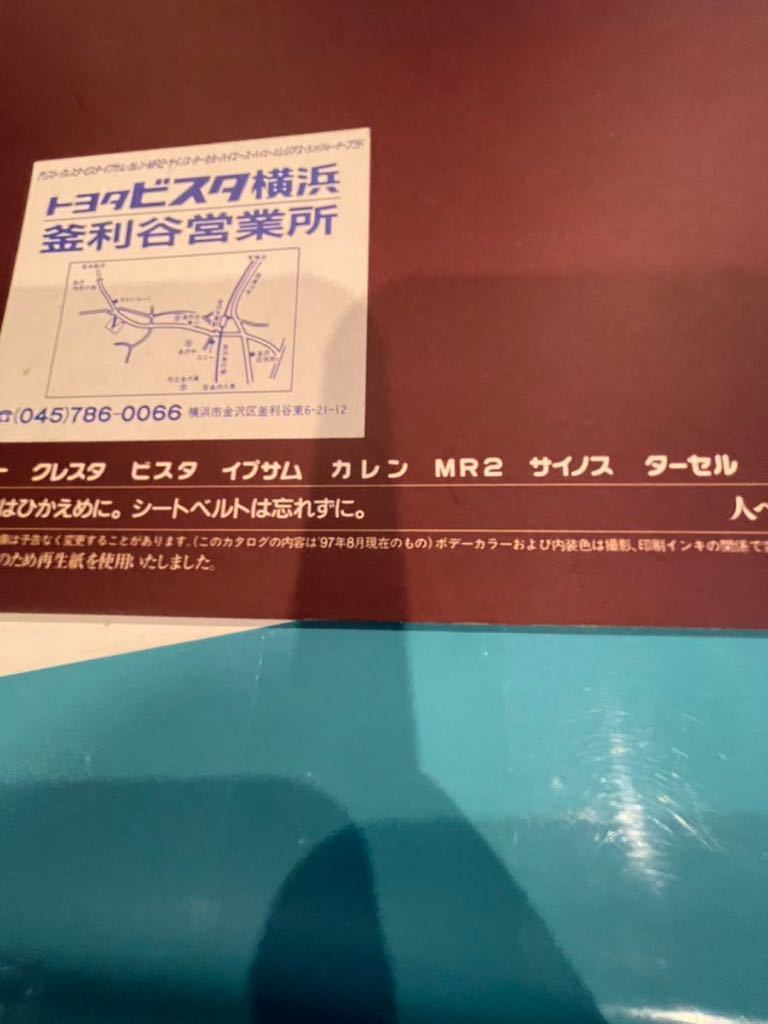 トヨタビスタ横浜
釜利谷営業所
☎(045)786-0066 横浜市金沢区釜利谷東6-21-12
ー クレスタ ビスタ イプサム カレン MR2 サイノス ターセル
はひかえめに。シートベルトは忘れずに。 人へ
は予告なく変更することがあります。(このカタログの内容は'97年8月現在のもの)ボデーカラーおよび内装色は撮影、印刷インキの関係で
のため再生紙を使用いたしました。